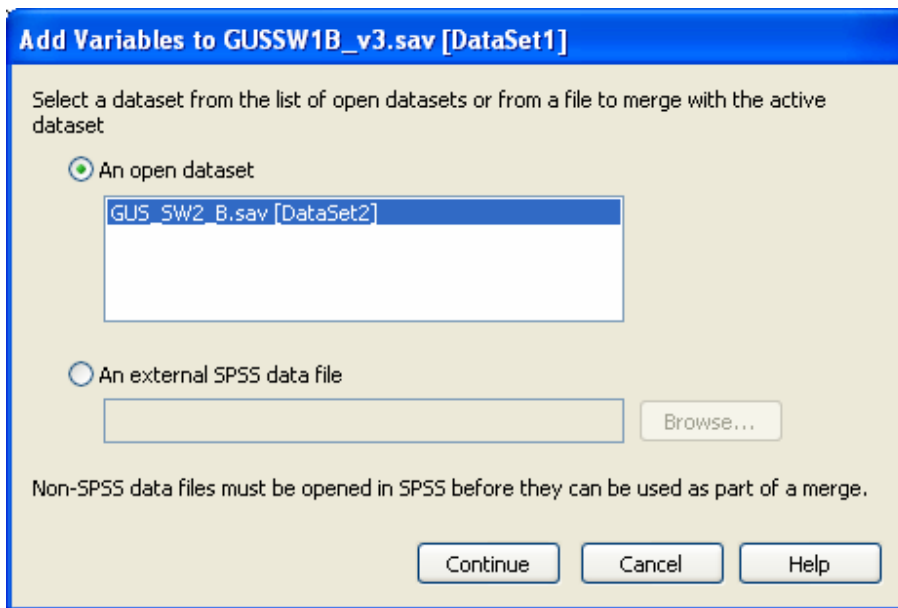 Add Variables to GUSSW1B_v3.sav [DataSet1]
Select a dataset from the list of open datasets or from a file to merge with the active
dataset
An open dataset
GUS_SW2_B.sav [DataSet2]
An external SPSS data file
Browse...
Non-SPSS data files must be opened in SPSS before they can be used as part of a merge.
Continue Cancel Help